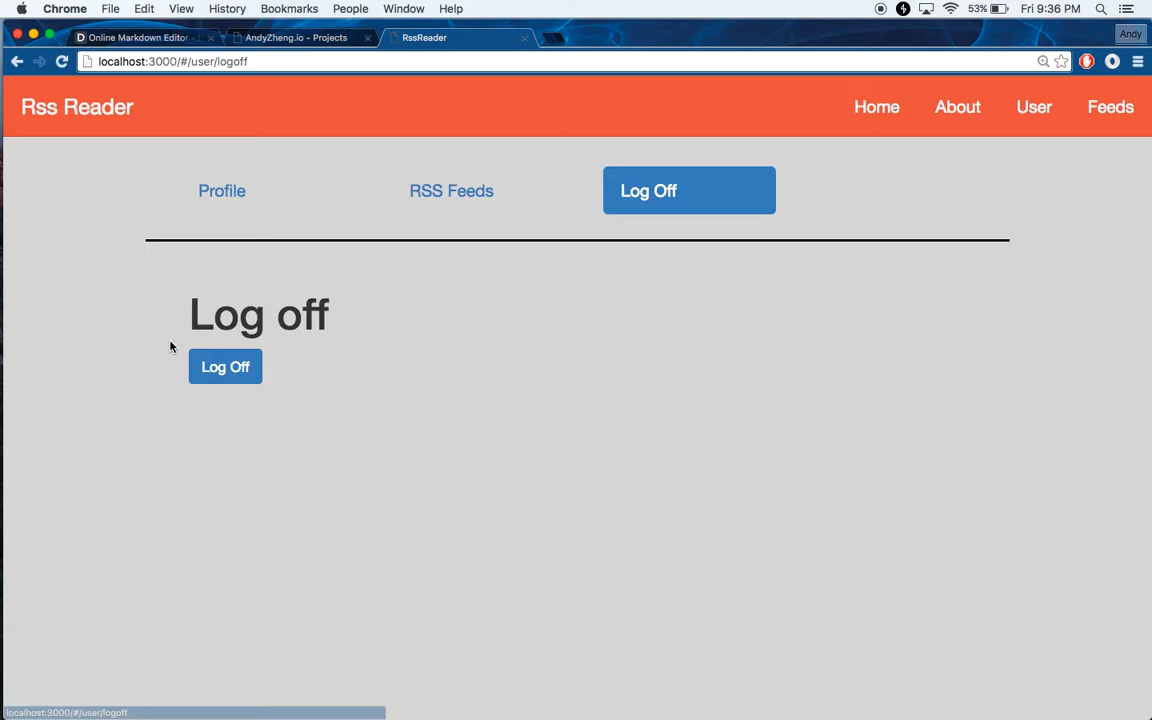 Chrome File Edit View History Bookmarks People Window Help 53% Fri 9:36 PM
Online Markdown Editor - AndyZheng.io - Projects RssReader Andy
localhost:3000/#/user/logoff
Rss Reader Home About User Feeds
Profile RSS Feeds Log Off
Log off
Log Off
localhost:3000/#/user/logoff